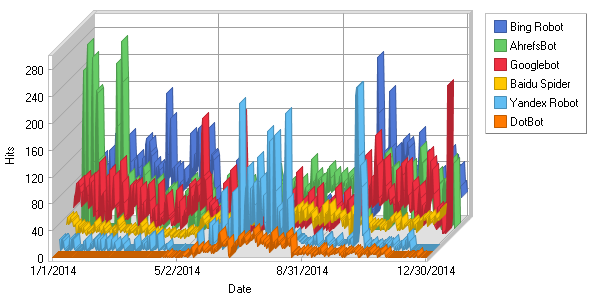 Hits
280
240
200
160
120
80
40
0
1/1/2014
5/2/2014
8/31/2014
12/30/2014
Date
Bing Robot
AhrefsBot
Googlebot
Baidu Spider
Yandex Robot
DotBot